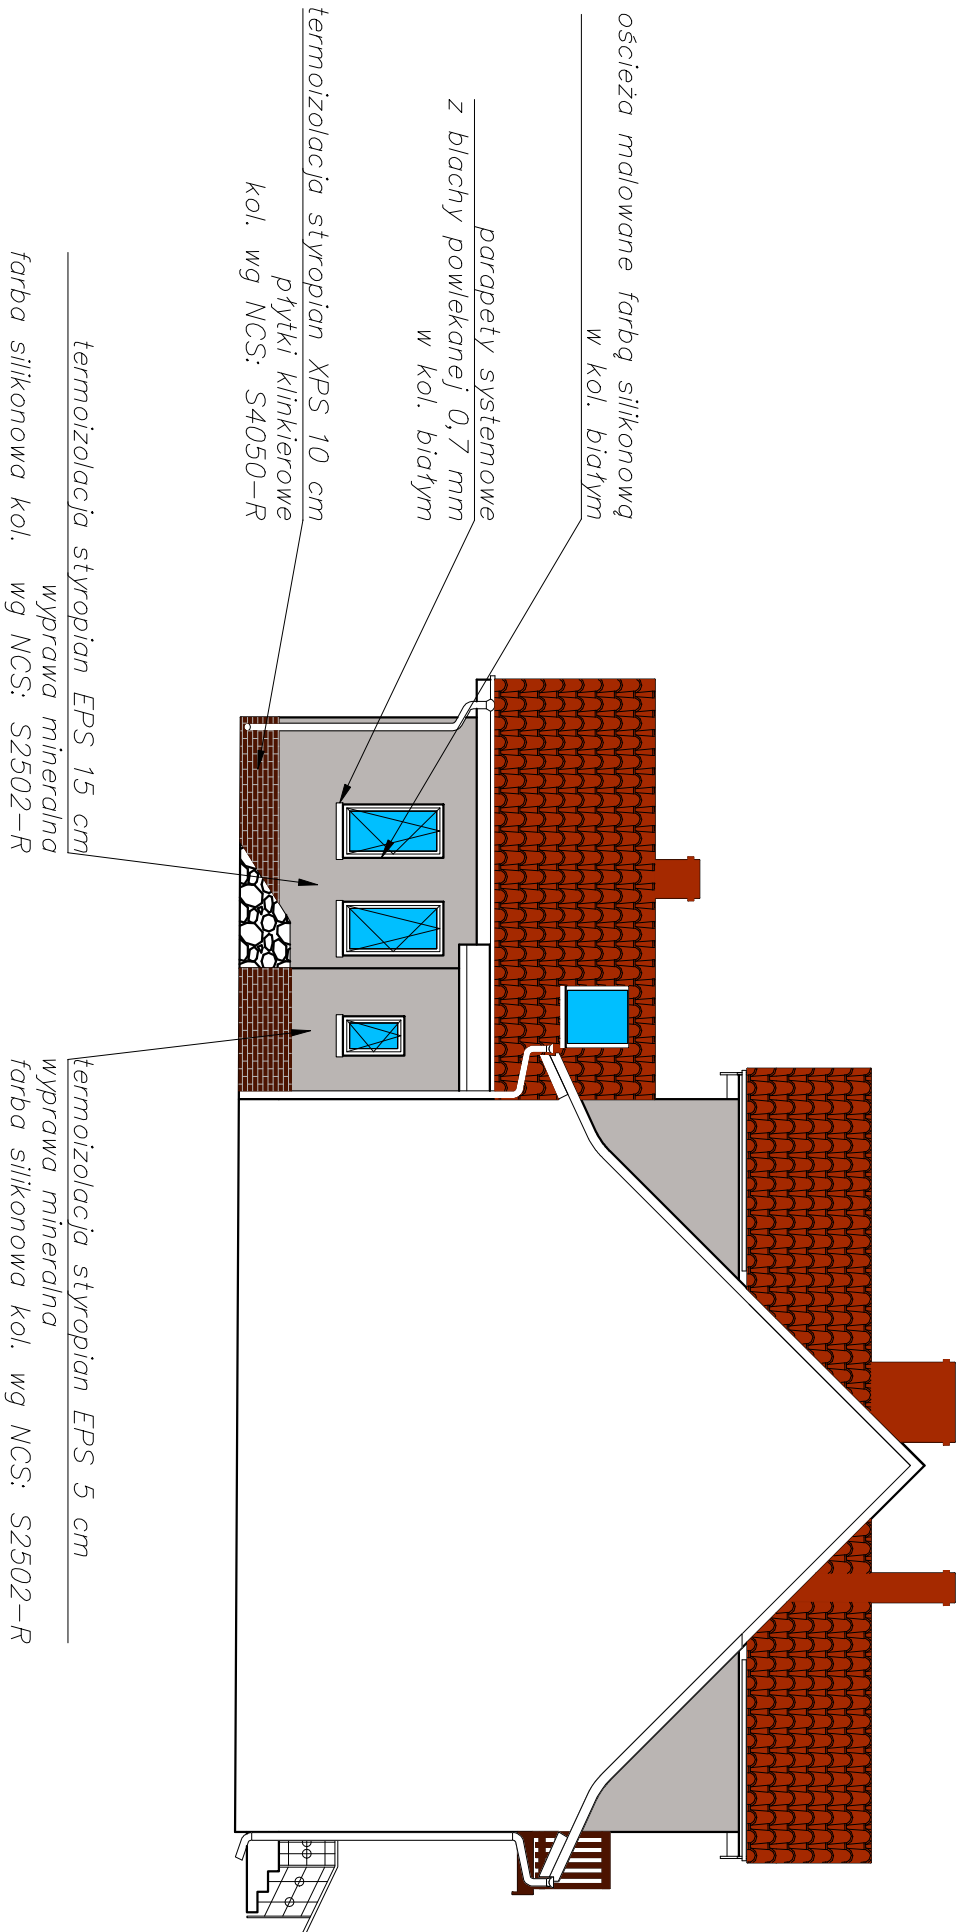 ościeża malowane farbą silikonową
w kol. białym
parapety systemowe
z blachy powlekanej 0,7 mm
w kol. białym
termoizolacja styropian XPS 10 cm
płytki klinkierowe
kol. wg NCS: S4050-R
termoizolacja styropian EPS 15 cm
wyprawa mineralna
farba silikonowa kol. wg NCS: S2502-R
termoizolacja styropian EPS 5 cm
wyprawa mineralna
farba silikonowa kol. wg NCS: S2502-R